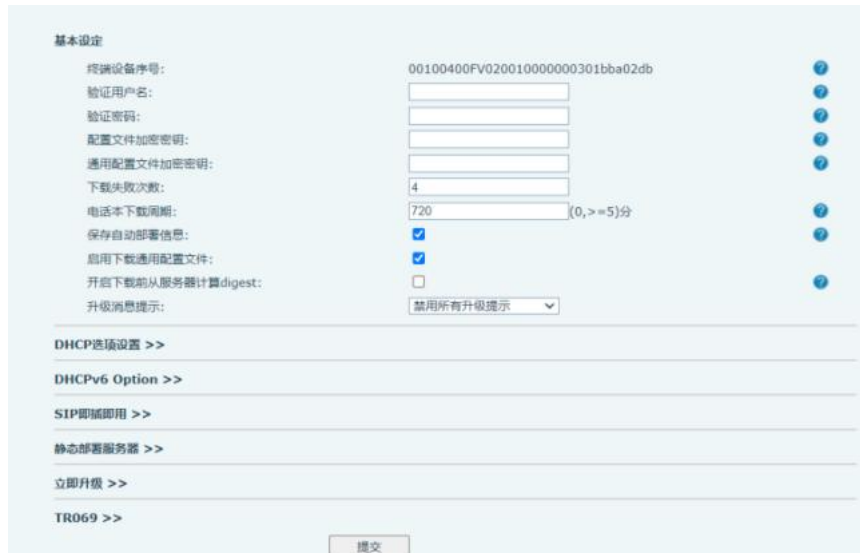 基本设定
终端设备序号: 00100400FV020010000000301bba02db
验证用户名:
验证密码:
配置文件加密密钥:
通用配置文件加密密钥:
下载失败次数: 4
电话本下载周期: 720 (0,>=5)分
保存自动部署信息:
启用下载通用配置文件:
开启下载前从服务器计算digest:
升级消息提示: 禁用所有升级提示
DHCP选项设置 >>
DHCPv6 Option >>
SIP即插即用 >>
静态部署服务器 >>
立即升级 >>
TR069 >>
提交